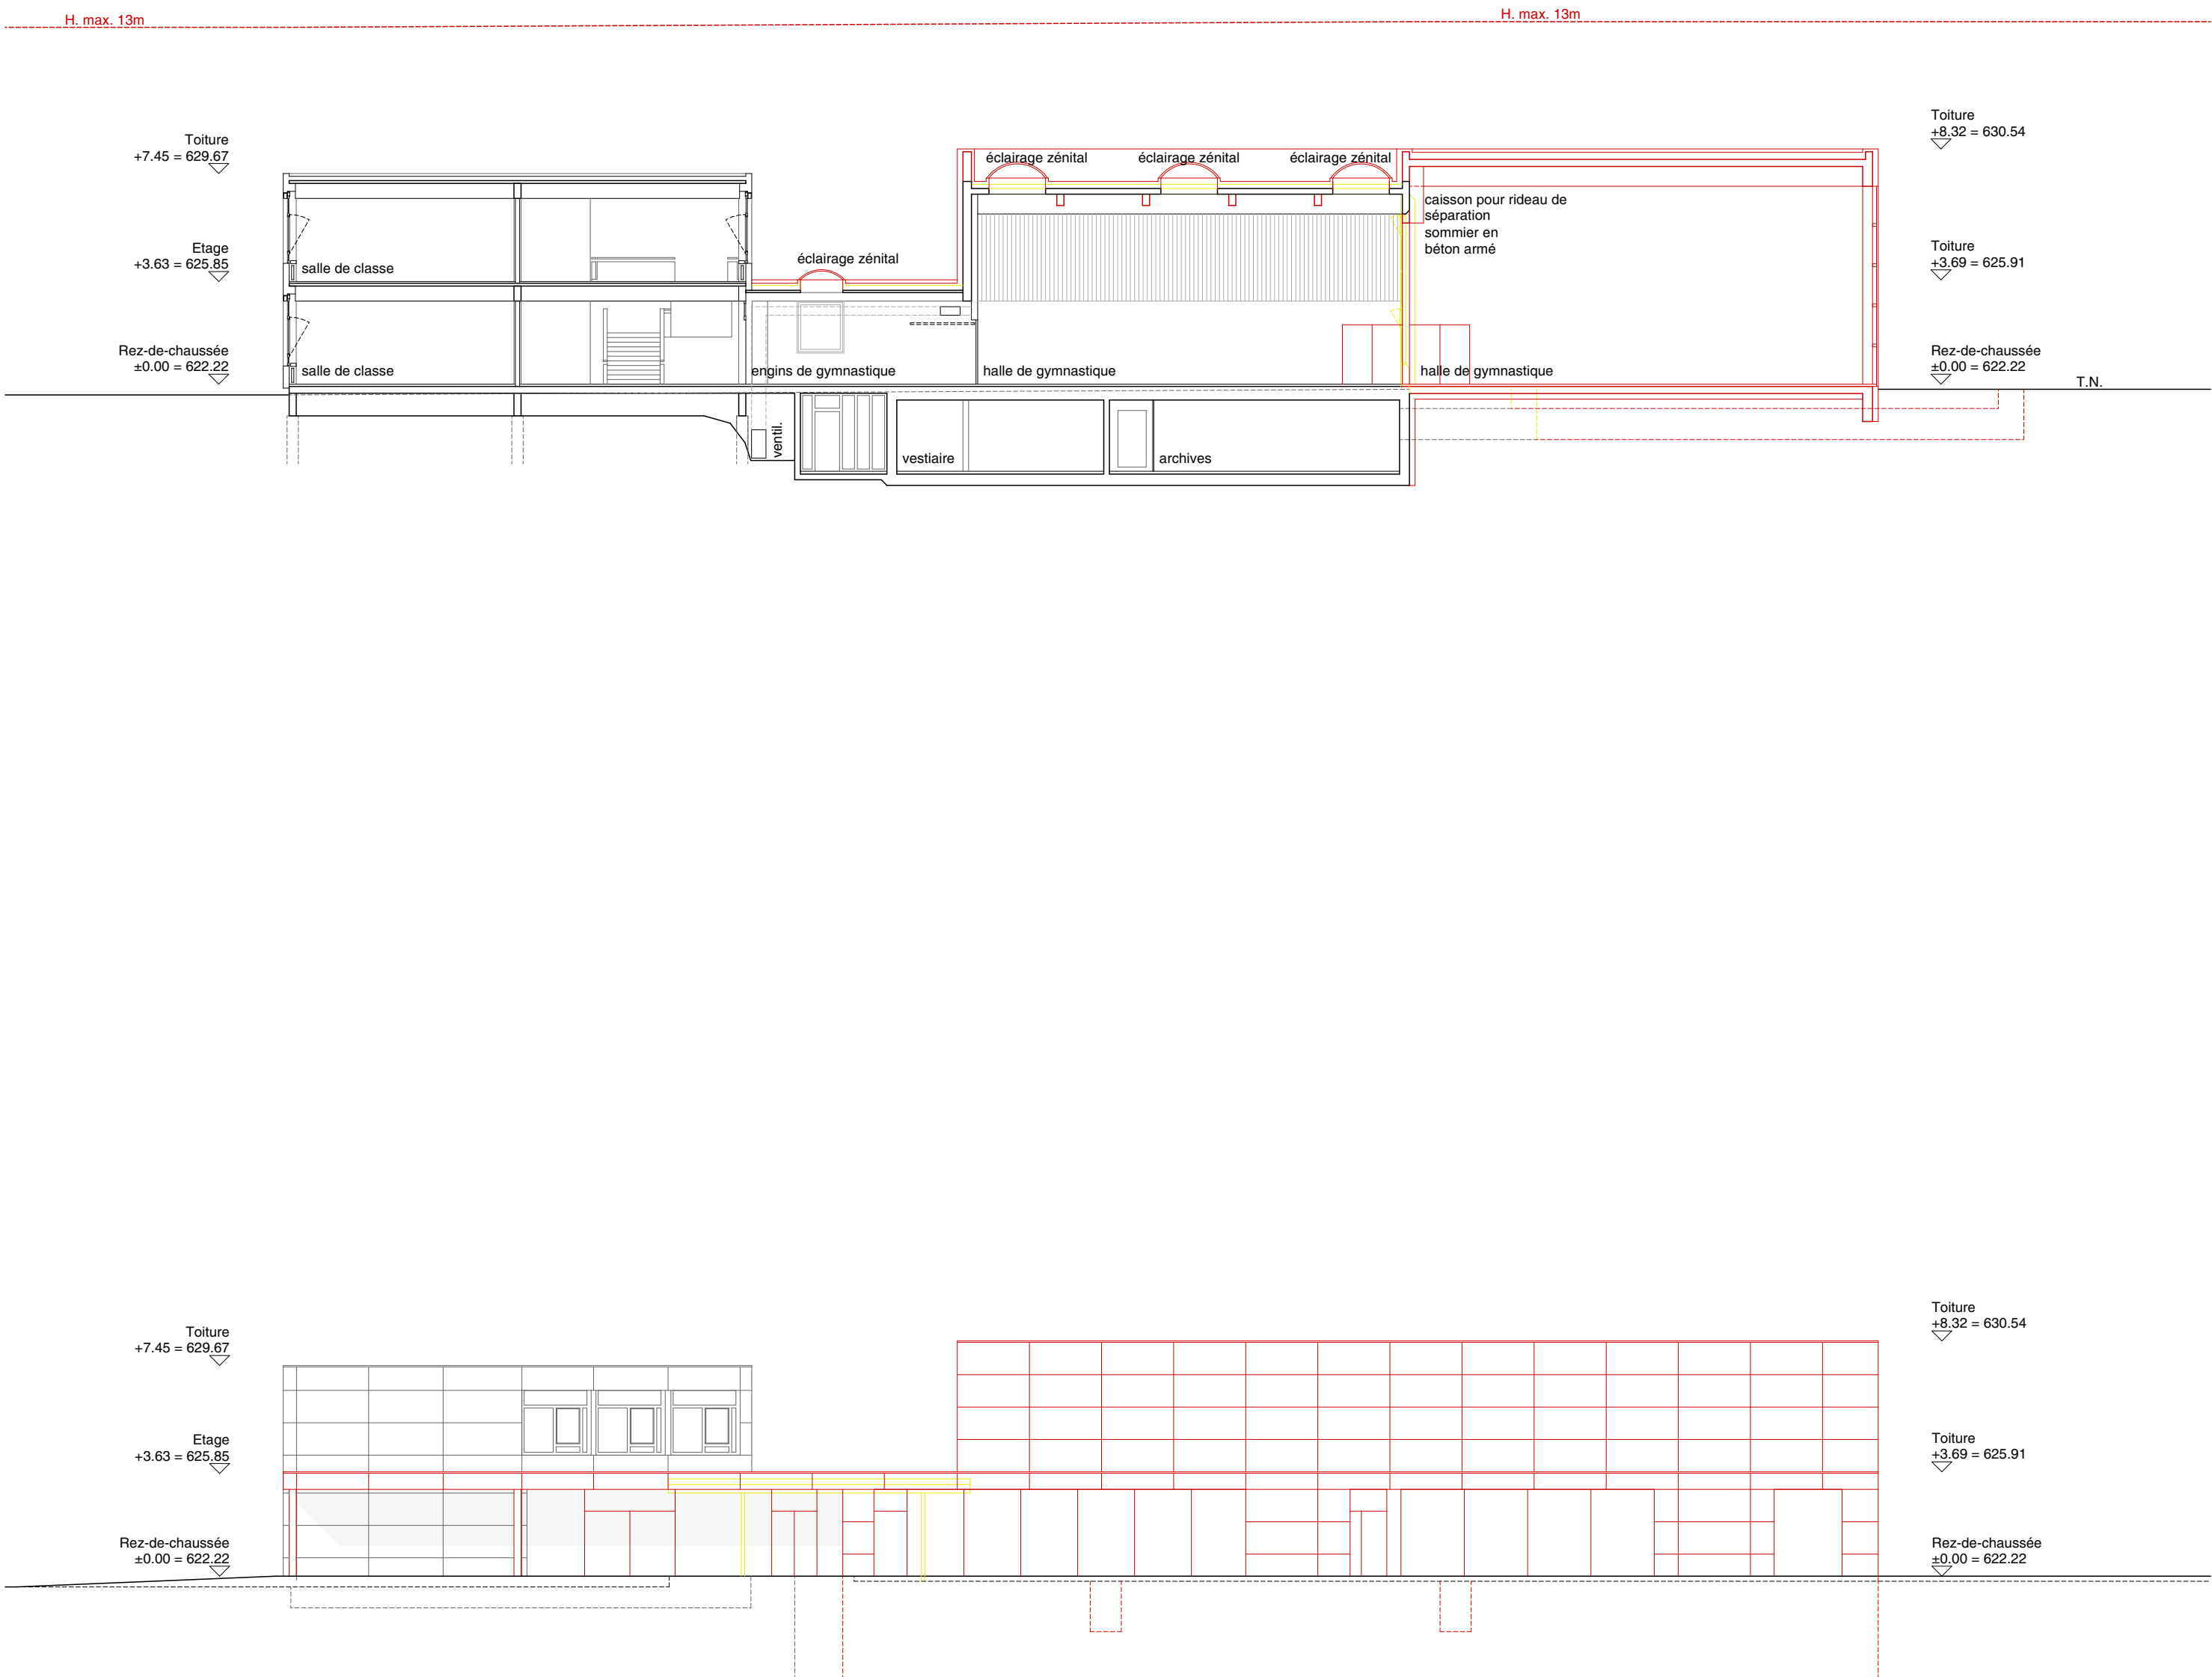 H. max. 13m
H. max. 13m
Toiture
+7.45 = 629.67
Etage
+3.63 = 625.85
Rez-de-chaussée
±0.00 = 622.22
salle de classe
salle de classe
éclairage zénital
engins de gymnastique
éclairage zénital
éclairage zénital
éclairage zénital
halle de gymnastique
caisson pour rideau de
séparation
sommier en
béton armé
halle de gymnastique
ventil.
vestiaire
archives
Toiture
+8.32 = 630.54
Toiture
+3.69 = 625.91
Rez-de-chaussée
±0.00 = 622.22
T.N.
Toiture
+7.45 = 629.67
Etage
+3.63 = 625.85
Rez-de-chaussée
±0.00 = 622.22
Toiture
+8.32 = 630.54
Toiture
+3.69 = 625.91
Rez-de-chaussée
±0.00 = 622.22